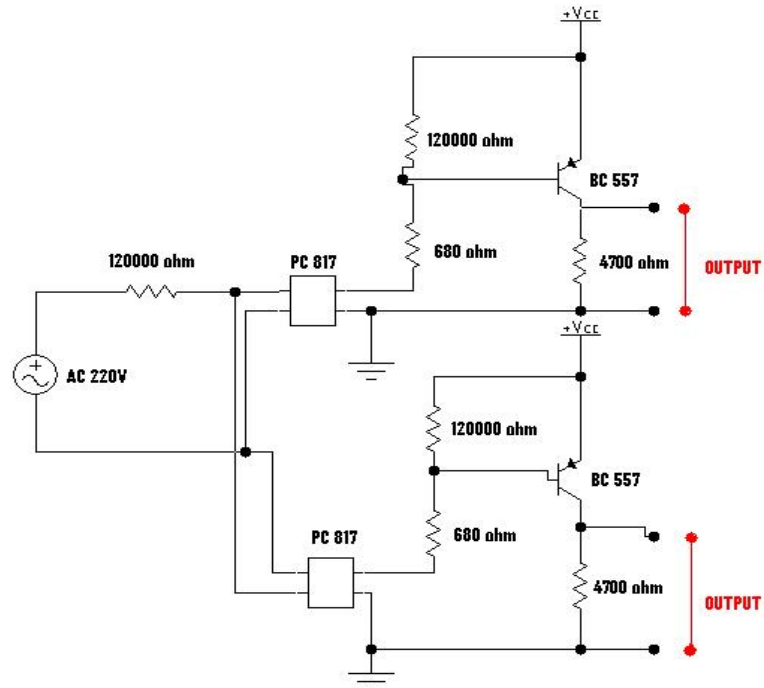 +VCC
120000 ohm
BC 557
120000 ohm
PC 817
680 ohm
4700 ohm
OUTPUT
+VCC
AC 220V
120000 ohm
BC 557
PC 817
680 ohm
4700 ohm
OUTPUT